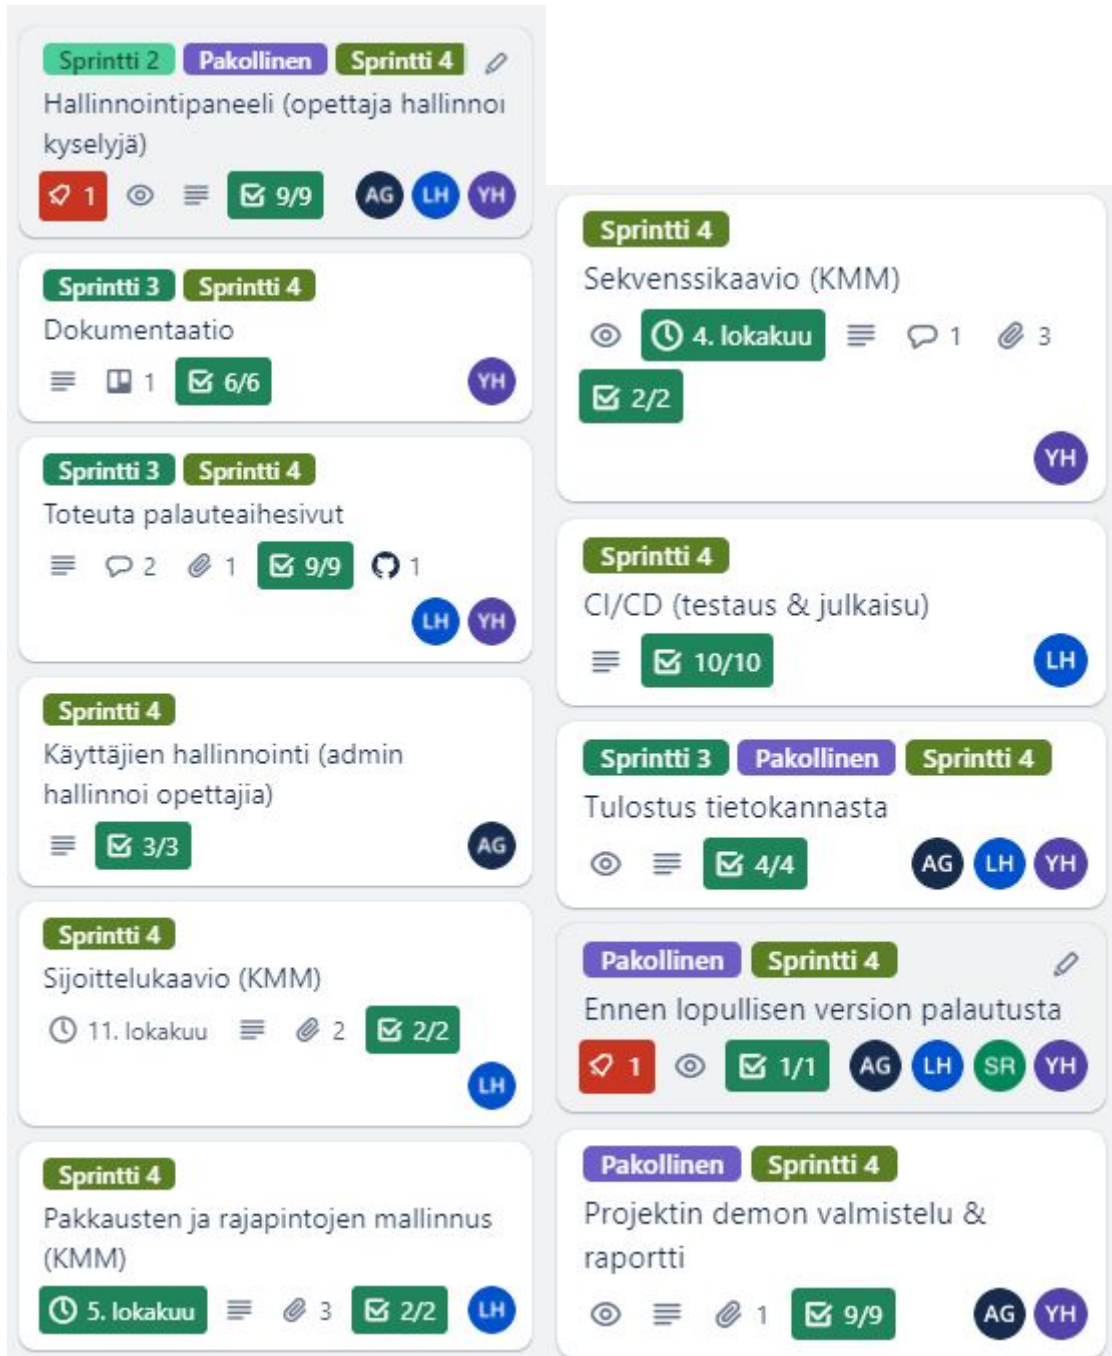 Sprintti 2 Pakollinen Sprintti 4
Hallinnointipaneeli (opettaja hallinnoi
kyselyjä)
1 9/9 AG LH YH
Sprintti 3 Sprintti 4
Dokumentaatio
1 6/6 YH
Sprintti 3 Sprintti 4
Toteuta palauteaihesivut
2 1 9/9 1
LH YH
Sprintti 4
Käyttäjien hallinnointi (admin
hallinnoi opettajia)
3/3 AG
Sprintti 4
Sijoittelukaavio (KMM)
11. lokakuu 2 2/2
LH
Sprintti 4
Pakkausten ja rajapintojen mallinnus
(KMM)
5. lokakuu 3 2/2 LH
Sprintti 4
Sekvenssikaavio (KMM)
4. lokakuu 1 3
2/2
YH
Sprintti 4
CI/CD (testaus & julkaisu)
10/10 LH
Sprintti 3 Pakollinen Sprintti 4
Tulostus tietokannasta
4/4 AG LH YH
Pakollinen Sprintti 4
Ennen lopullisen version palautusta
1 1/1 AG LH SR YH
Pakollinen Sprintti 4
Projektin demon valmistelu &
raportti
1 9/9 AG YH